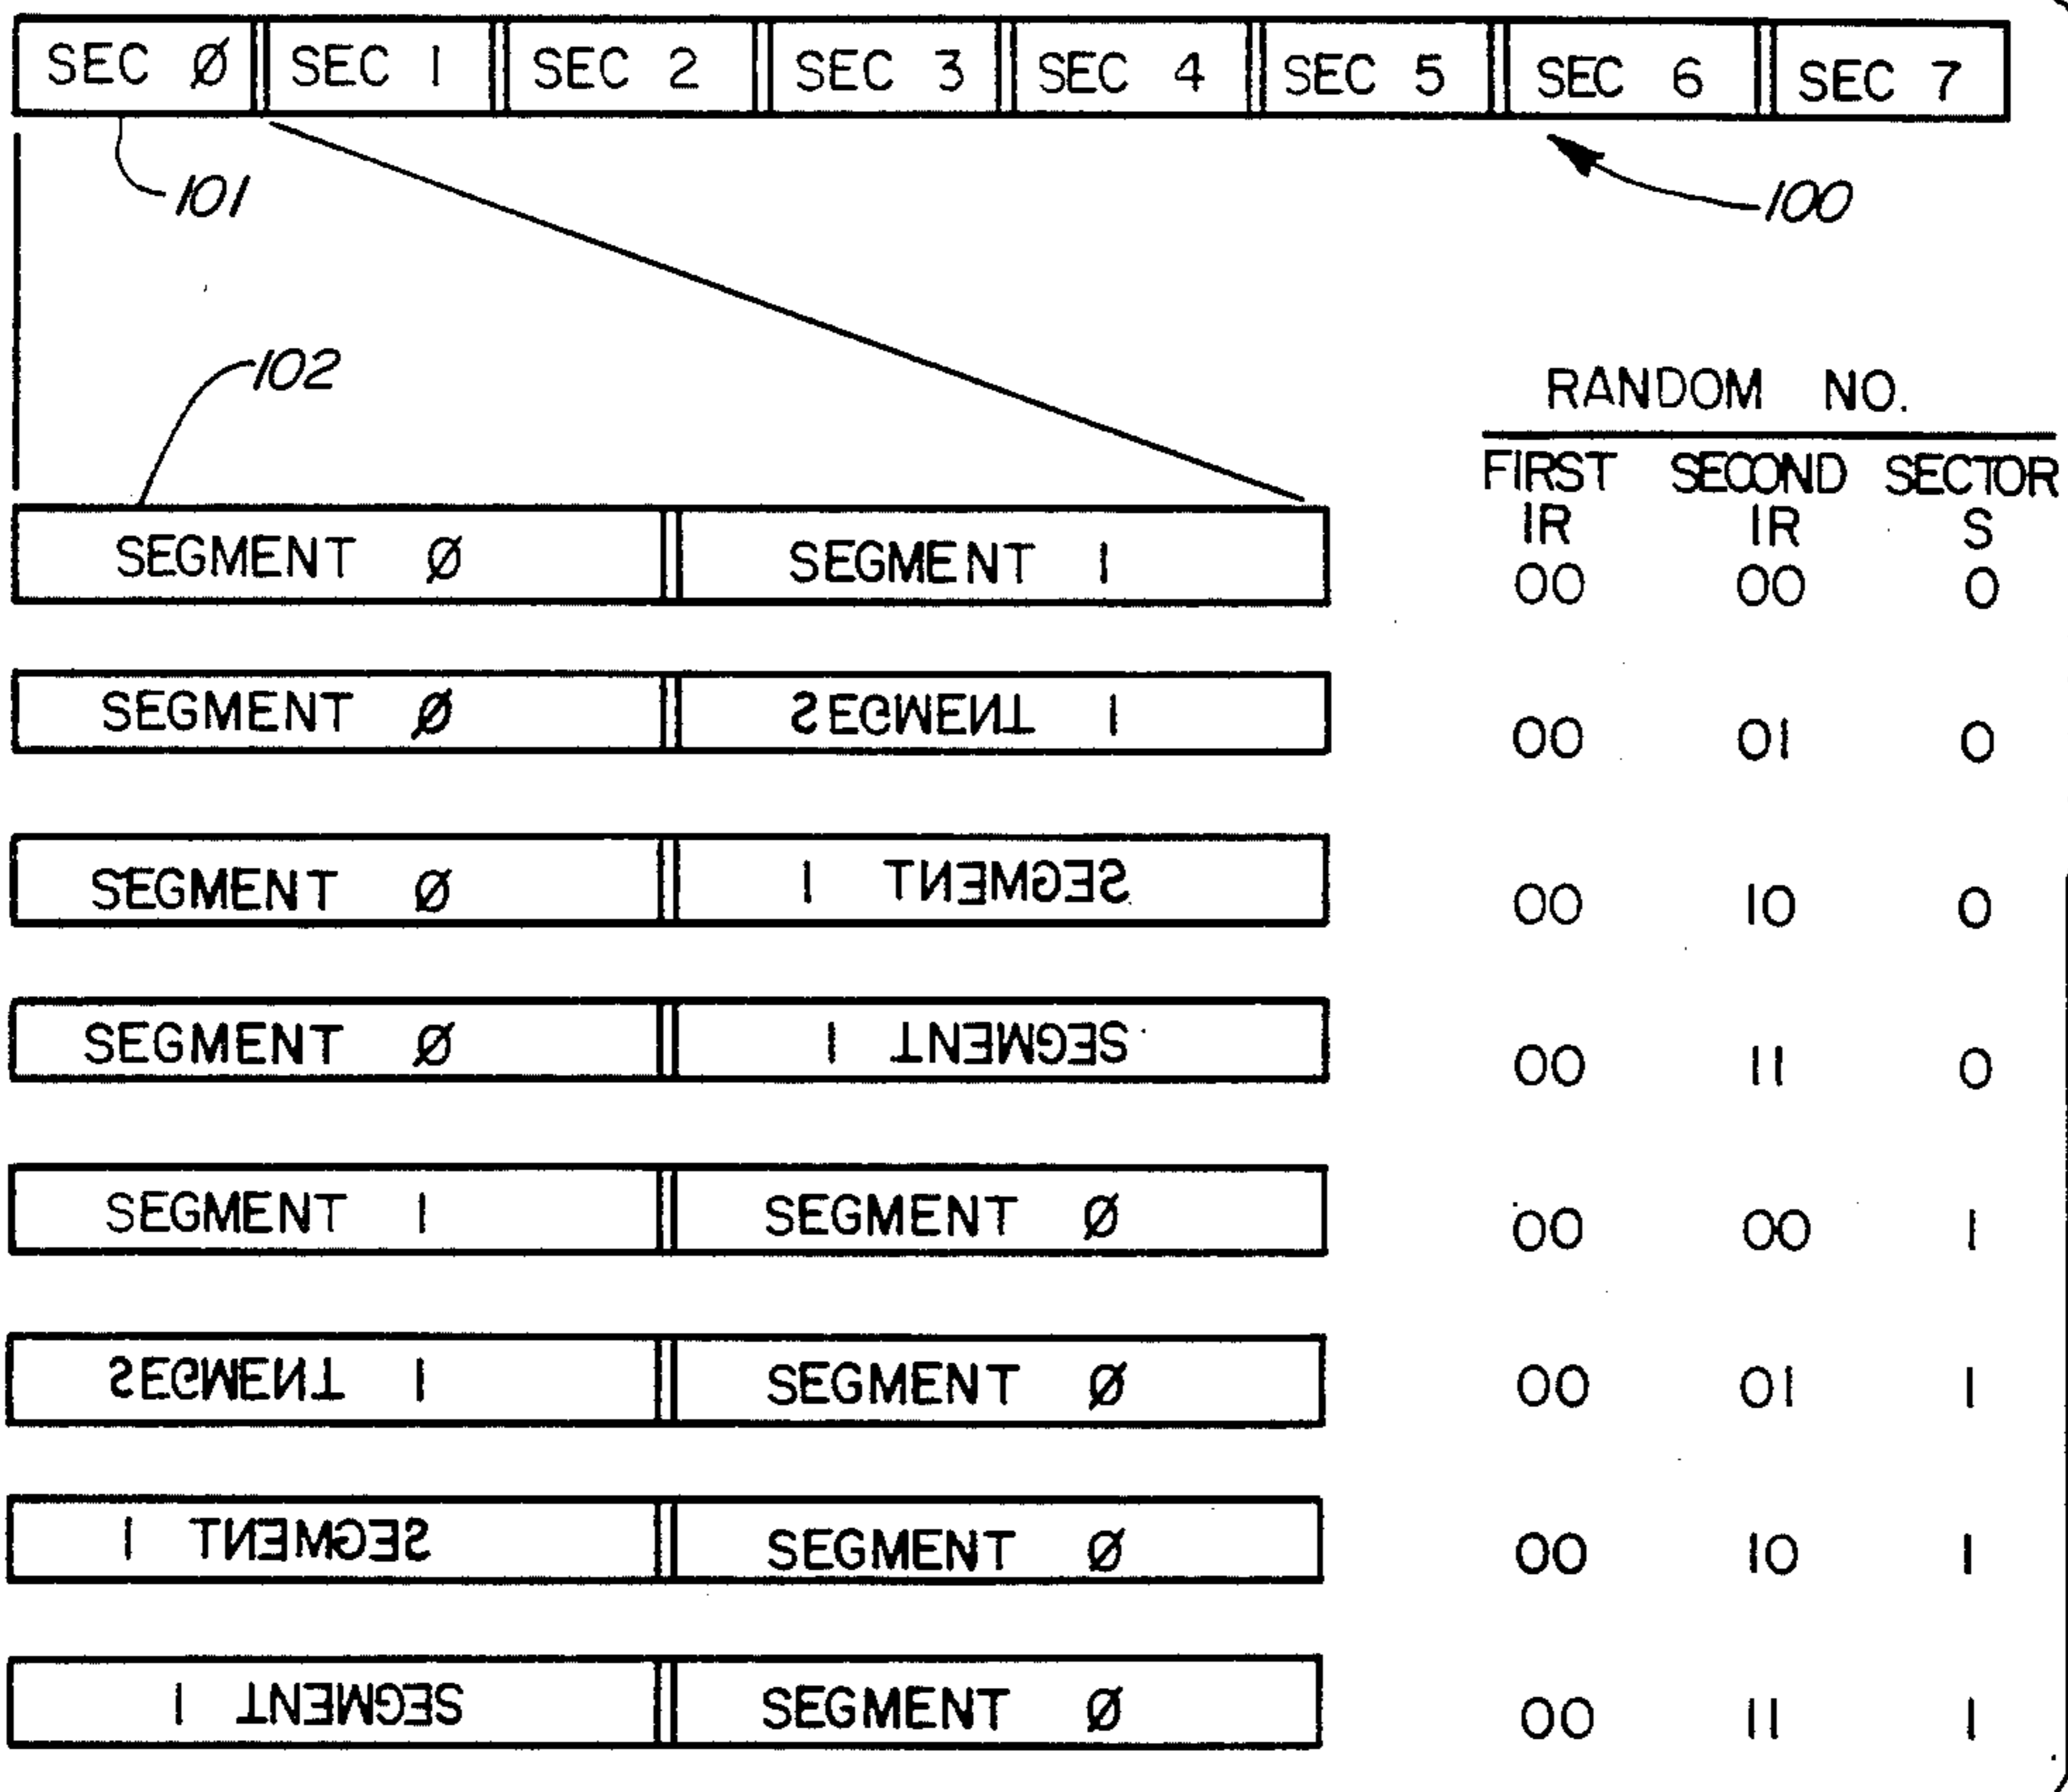 SEC Ø SEC 1 SEC 2 SEC 3 SEC 4 SEC 5 SEC 6 SEC 7
101
100
102
RANDOM NO.
FIRST SECOND SECTOR
IR IR S
SEGMENT Ø SEGMENT 1 00 00 0
SEGMENT Ø SEGMENT 1 00 01 0
SEGMENT Ø SEGMENT 1 00 10 0
SEGMENT Ø SEGMENT 1 00 11 0
SEGMENT 1 SEGMENT Ø 00 00 1
SEGMENT 1 SEGMENT Ø 00 01 1
SEGMENT 1 SEGMENT Ø 00 10 1
SEGMENT 1 SEGMENT Ø 00 11 1